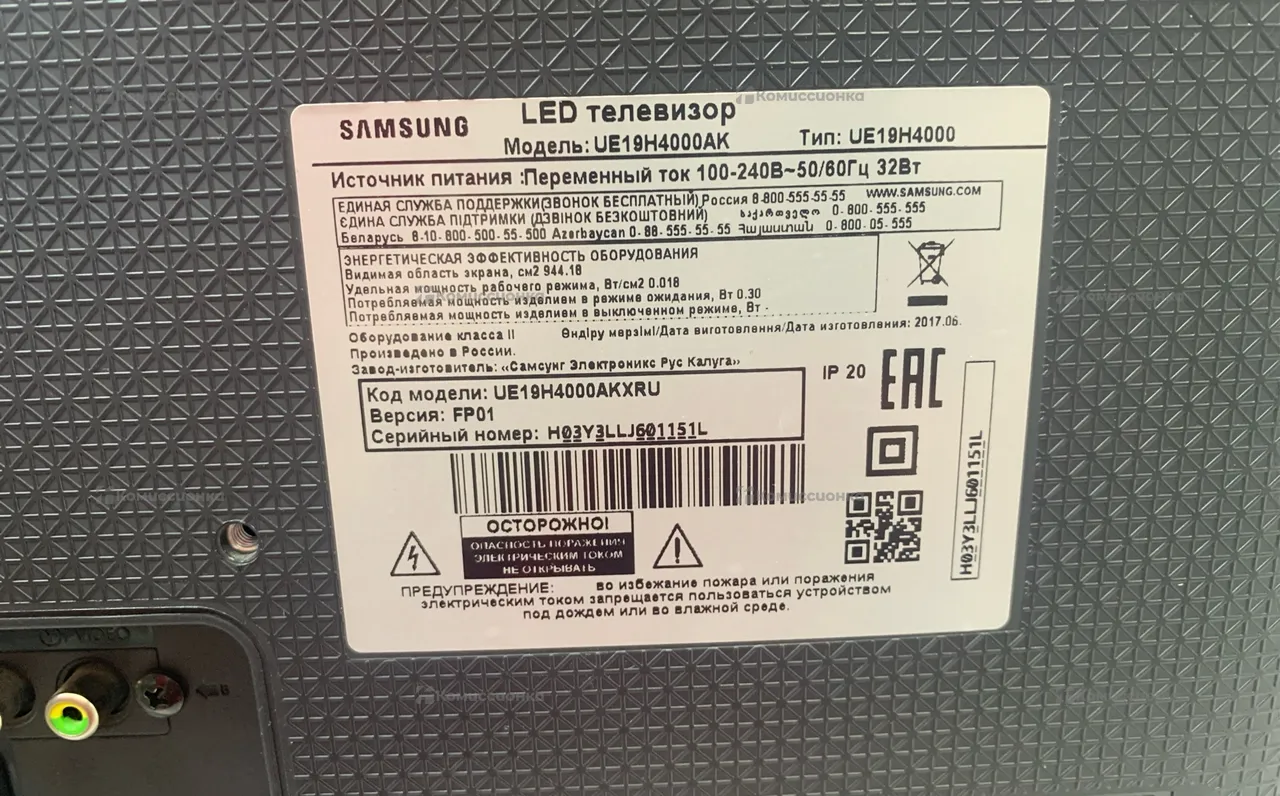 LED телевизор
SAMSUNG
Модель: UE19H4000AK Тип: UE19H4000
Источник питания :Переменный ток 100-240В~50/60Гц 32Вт
ЕДИНАЯ СЛУЖБА ПОДДЕРЖКИ(ЗВОНОК БЕСПЛАТНЫЙ) Россия 8-800-555-55-55 WWW.SAMSUNG.COM
ЄДИНА СЛУЖБА ПІДТРИМКИ (ДЗВІНОК БЕЗКОШТОВНИЙ) საქართველო 0-800-555-555
Беларусь 8-10-800-500-55-500 Azerbaycan 0-88-555-55-55 Հայաստան 0-800-05-555
ЭНЕРГЕТИЧЕСКАЯ ЭФФЕКТИВНОСТЬ ОБОРУДОВАНИЯ
Видимая область экрана, см2 944.18
Удельная мощность рабочего режима, Вт/см2 0.018
Потребляемая мощность изделием в режиме ожидания, Вт 0.30
Потребляемая мощность изделием в выключенном режиме, Вт -
Оборудование класса II Өндіру мерзімі/Дата виготовлення/Дата изготовления: 2017.06.
Произведено в России.
Завод-изготовитель: «Самсунг Электроникс Рус Калуга»
IP 20
EAC
Код модели: UE19H4000AKXRU
Версия: FP01
Серийный номер: H03Y3LLJ601151L
H03Y3LLJ601151L
ОСТОРОЖНО!
ОПАСНОСТЬ ПОРАЖЕНИЯ
ЭЛЕКТРИЧЕСКИМ ТОКОМ
НЕ ОТКРЫВАТЬ
ПРЕДУПРЕЖДЕНИЕ: во избежание пожара или поражения
электрическим током запрещается пользоваться устройством
под дождем или во влажной среде.
VIDEO
Комиссионка
Комиссионка
Комиссионка
Комиссионка
Комиссионка